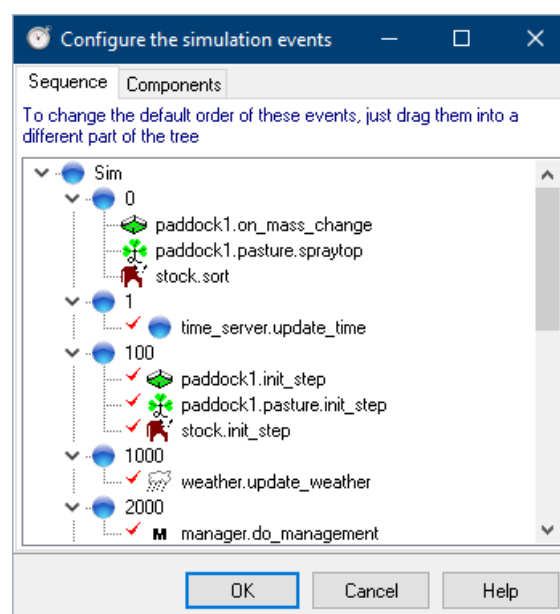 Configure the simulation events
Sequence Components
To change the default order of these events, just drag them into a
different part of the tree
Sim
0
paddock1.on_mass_change
paddock1.pasture.spraytop
stock.sort
1
time_server.update_time
100
paddock1.init_step
paddock1.pasture.init_step
stock.init_step
1000
weather.update_weather
2000
M manager.do_management
OK Cancel Help